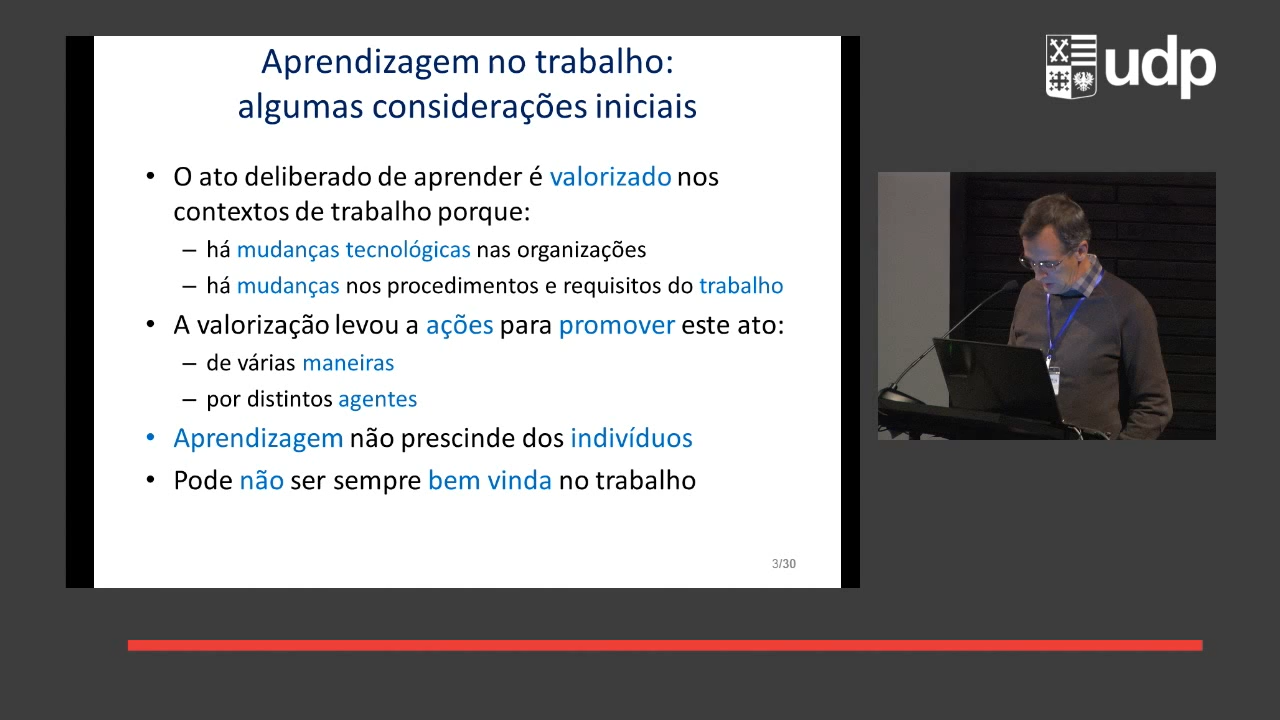 Aprendizagem no trabalho:
algumas considerações iniciais
• O ato deliberado de aprender é valorizado nos
contextos de trabalho porque:
– há mudanças tecnológicas nas organizações
– há mudanças nos procedimentos e requisitos do trabalho
• A valorização levou a ações para promover este ato:
– de várias maneiras
– por distintos agentes
• Aprendizagem não prescinde dos indivíduos
• Pode não ser sempre bem vinda no trabalho
3/30
udp